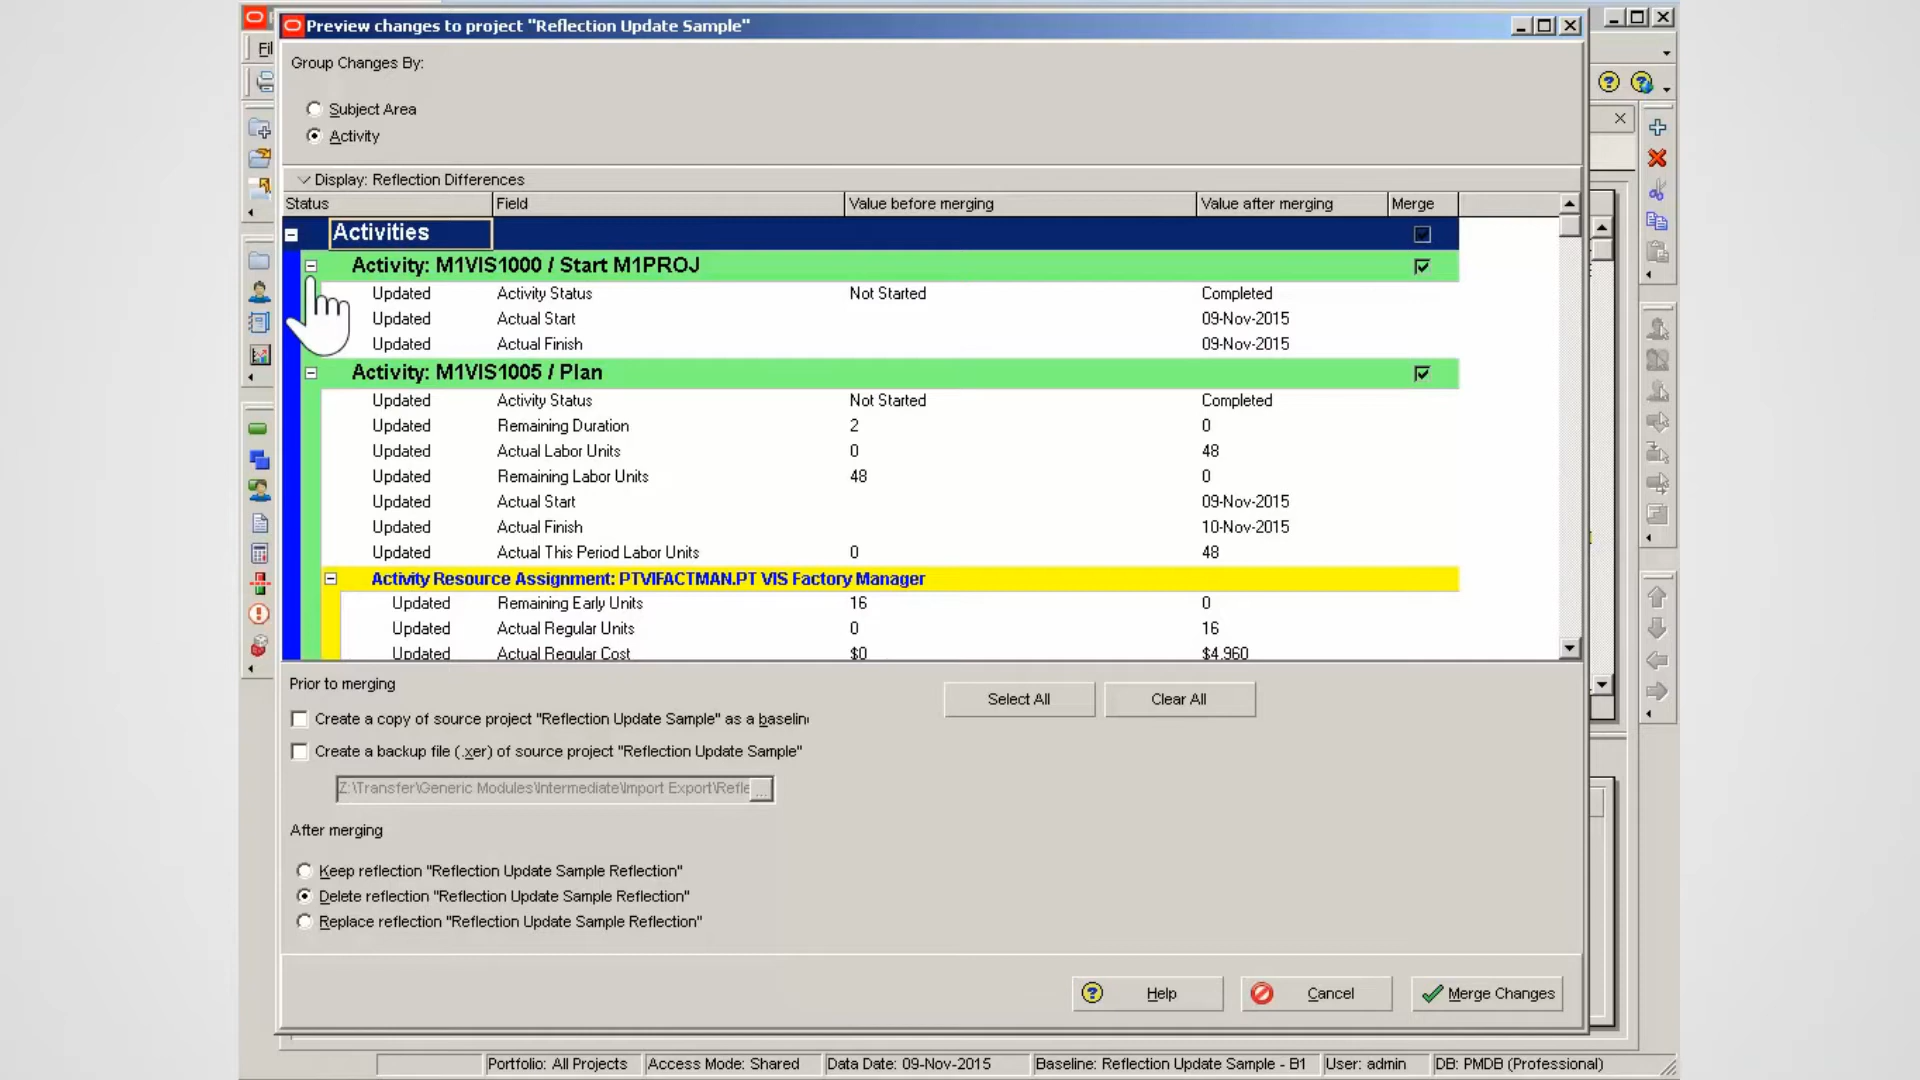 Preview changes to project "Reflection Update Sample"
Fil
Group Changes By:
Subject Area
Activity
Display: Reflection Differences
Status Field Value before merging Value after merging Merge
Activities
Activity: M1VIS1000 / Start M1PROJ
Updated Activity Status Not Started Completed
Updated Actual Start 09-Nov-2015
Updated Actual Finish 09-Nov-2015
Activity: M1VIS1005 / Plan
Updated Activity Status Not Started Completed
Updated Remaining Duration 2 0
Updated Actual Labor Units 0 48
Updated Remaining Labor Units 48 0
Updated Actual Start 09-Nov-2015
Updated Actual Finish 10-Nov-2015
Updated Actual This Period Labor Units 0 48
Activity Resource Assignment: PTVIFACTMAN.PT VIS Factory Manager
Updated Remaining Early Units 16 0
Updated Actual Regular Units 0 16
Updated Actual Regular Cost $0 $4,960
Prior to merging
Select All Clear All
Create a copy of source project "Reflection Update Sample" as a baselin
Create a backup file (.xer) of source project "Reflection Update Sample"
Z:\Transfer\Generic Modules\Intermediate\Import Export\Refle ...
After merging
Keep reflection "Reflection Update Sample Reflection"
Delete reflection "Reflection Update Sample Reflection"
Replace reflection "Reflection Update Sample Reflection"
Help Cancel Merge Changes
Portfolio: All Projects Access Mode: Shared Data Date: 09-Nov-2015 Baseline: Reflection Update Sample - B1 User: admin DB: PMDB (Professional)